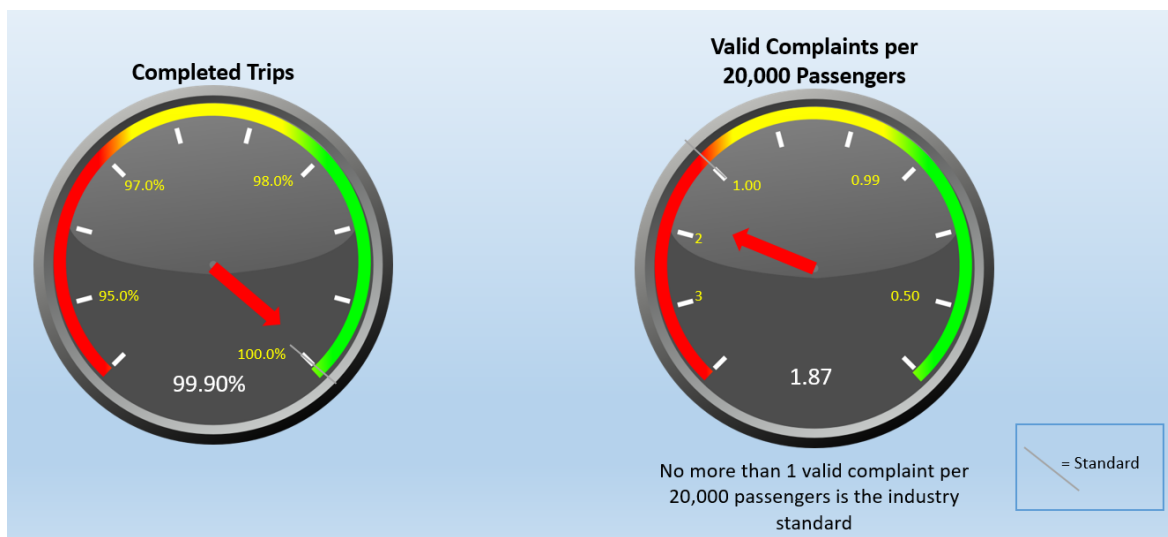 Completed Trips
97.0%
98.0%
95.0%
100.0%
99.90%
Valid Complaints per
20,000 Passengers
1.00
0.99
2
3
0.50
1.87
No more than 1 valid complaint per
20,000 passengers is the industry
standard
= Standard